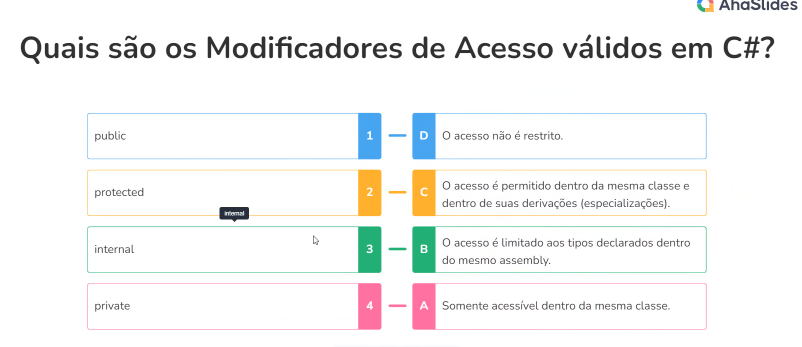 AhaSlides
Quais são os Modificadores de Acesso válidos em C#?
public 1 D O acesso não é restrito.
protected 2 C O acesso é permitido dentro da mesma classe e
dentro de suas derivações (especializações).
internal
internal 3 B O acesso é limitado aos tipos declarados dentro
do mesmo assembly.
private 4 A Somente acessível dentro da mesma classe.